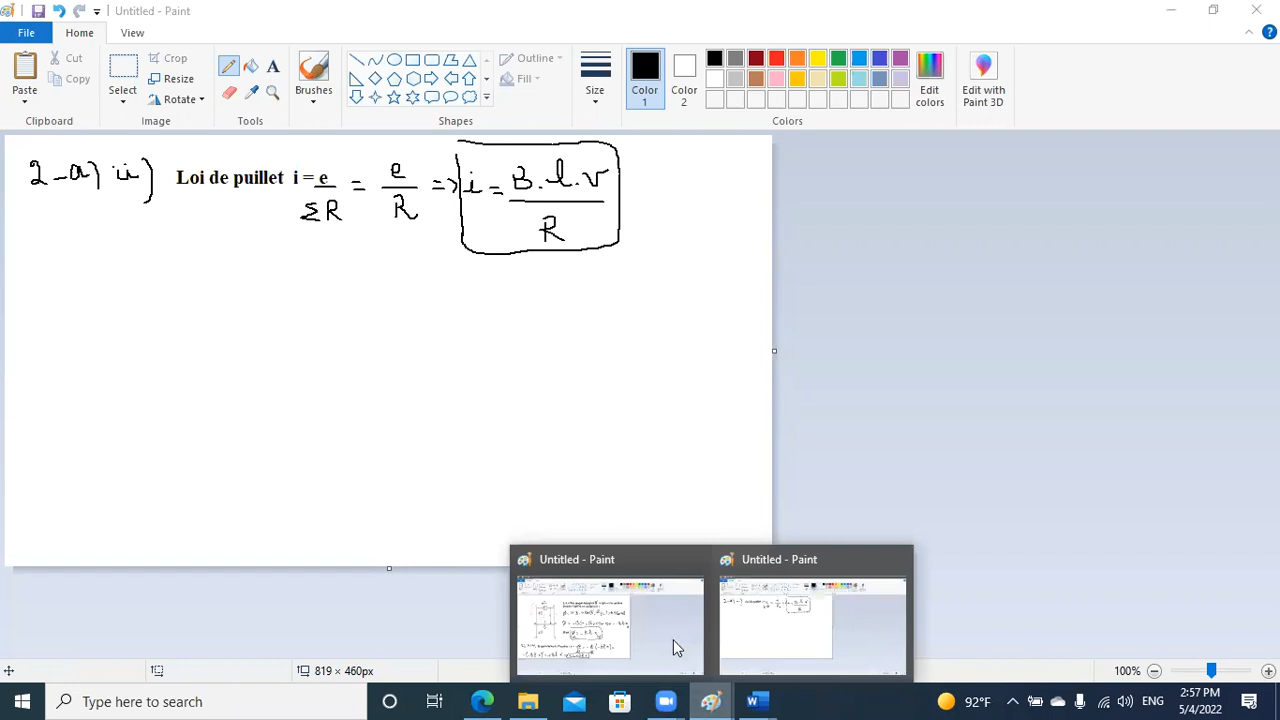 Untitled - Paint
File Home View
Paste
Cut
Copy
Clipboard
Select
Crop
Resize
Rotate
Image
Tools
Brushes
Outline
Fill
Shapes
Size
Color 1
Color 2
Edit colors
Edit with Paint 3D
Colors
2-a) ii) Loi de puillet i = e/ΣR = e/R => i = B.l.v/R
Untitled - Paint
Untitled - Paint
819 × 460px
100%
Type here to search
92°F
ENG
2:57 PM
5/4/2022